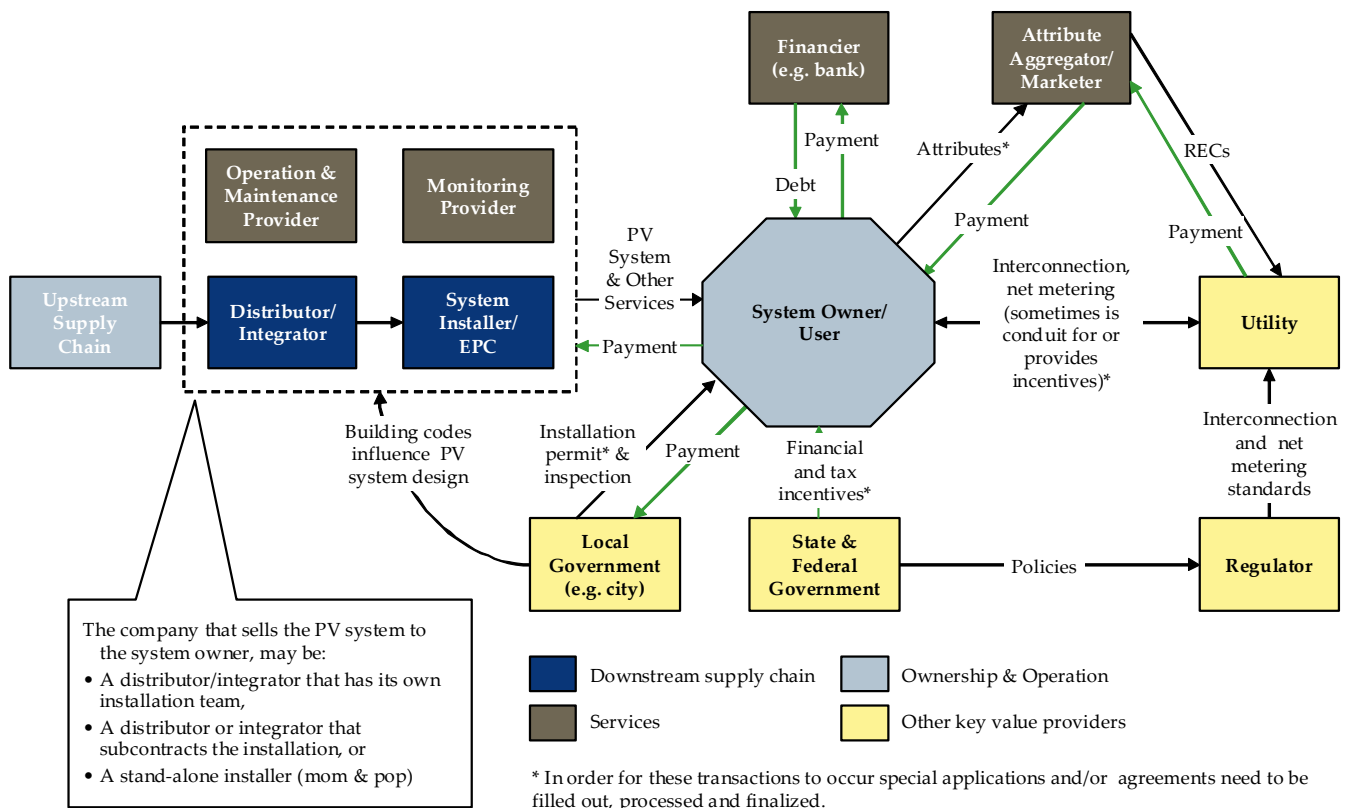 Financier
(e.g. bank)
Attribute
Aggregator/
Marketer
Payment
Debt
Attributes*
Payment
RECs
Payment
Operation &
Maintenance
Provider
Monitoring
Provider
Upstream
Supply
Chain
Distributor/
Integrator
System
Installer/
EPC
PV
System
& Other
Services
Payment
System Owner/
User
Interconnection,
net metering
(sometimes is
conduit for or
provides
incentives)*
Utility
Building codes
influence PV
system design
Installation
permit* &
inspection
Payment
Financial
and tax
incentives*
Interconnection
and net
metering
standards
Local
Government
(e.g. city)
State &
Federal
Government
Policies
Regulator
The company that sells the PV system to
the system owner, may be:
• A distributor/integrator that has its own
installation team,
• A distributor or integrator that
subcontracts the installation, or
• A stand-alone installer (mom & pop)
Downstream supply chain
Ownership & Operation
Services
Other key value providers
* In order for these transactions to occur special applications and/or agreements need to be
filled out, processed and finalized.